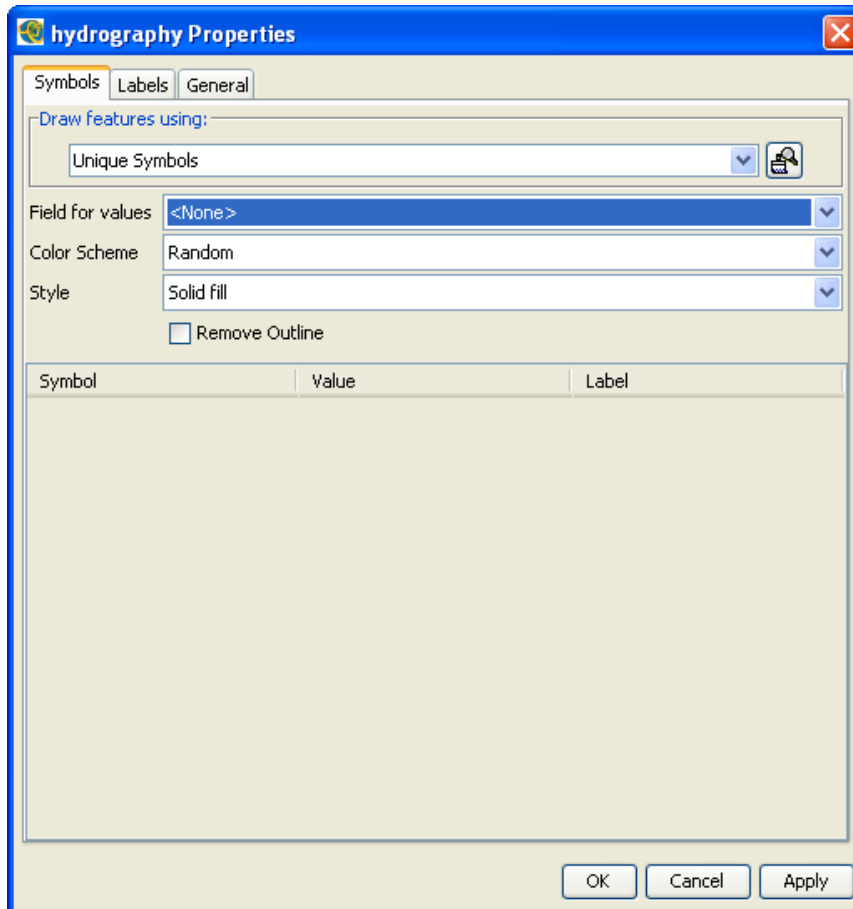 hydrography Properties
Symbols Labels General
Draw features using:
Unique Symbols
Field for values <None>
Color Scheme Random
Style Solid fill
Remove Outline
Symbol Value Label
OK Cancel Apply